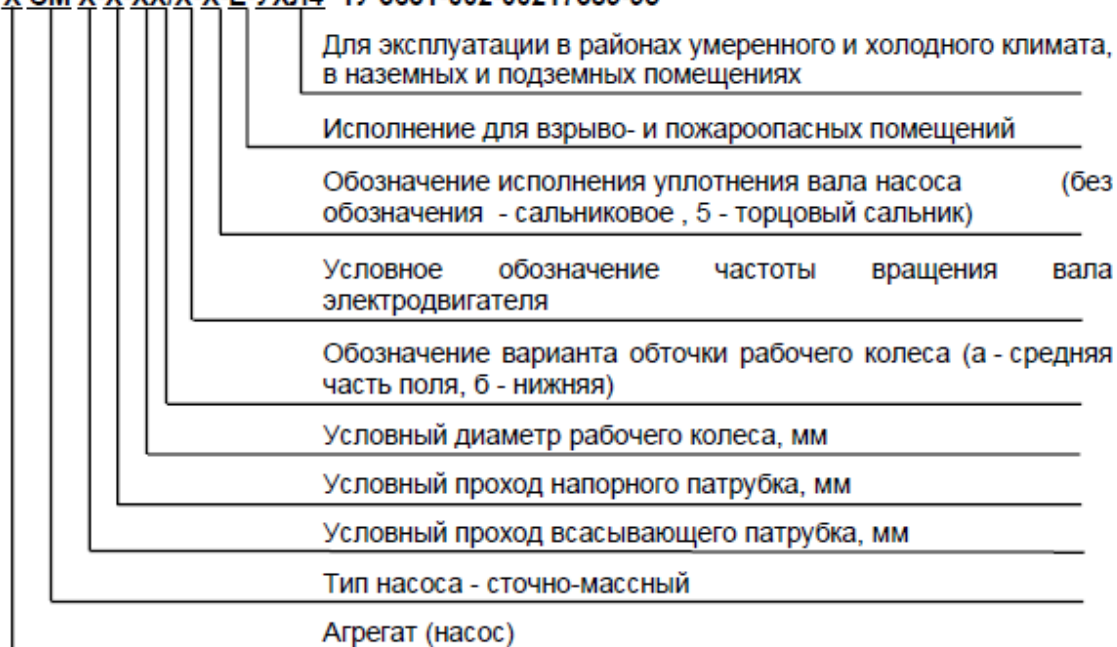 Для эксплуатации в районах умеренного и холодного климата,
в наземных и подземных помещениях
Исполнение для взрыво- и пожароопасных помещений
Обозначение исполнения уплотнения вала насоса (без
обозначения - сальниковое , 5 - торцовый сальник)
Условное обозначение частоты вращения вала
электродвигателя
Обозначение варианта обточки рабочего колеса (а - средняя
часть поля, б - нижняя)
Условный диаметр рабочего колеса, мм
Условный проход напорного патрубка, мм
Условный проход всасывающего патрубка, мм
Тип насоса - сточно-массный
Агрегат (насос)